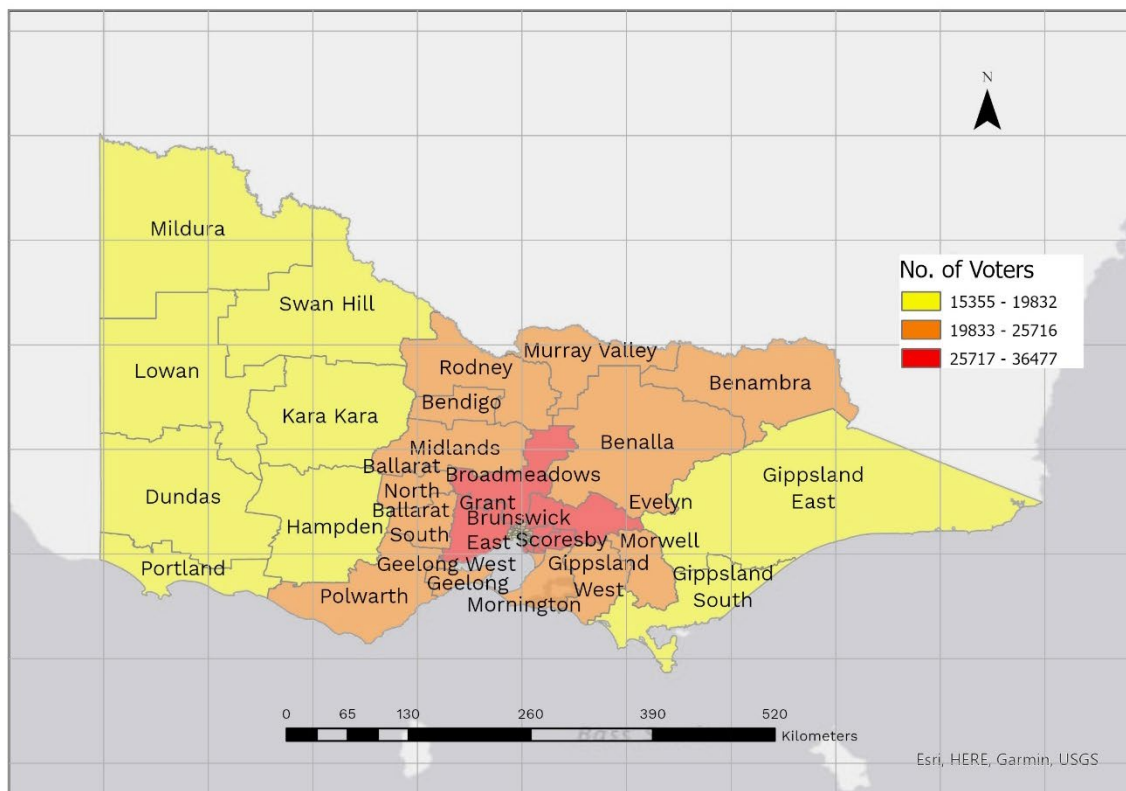 N
Mildura
No. of Voters
15355 - 19832
19833 - 25716
25717 - 36477
Swan Hill
Murray Valley
Lowan
Rodney
Benambra
Bendigo
Kara Kara
Benalla
Midlands
Ballarat
North
Broadmeadows
Gippsland
East
Dundas
Grant
Evelyn
Ballarat
South
Hampden
Brunswick
East
Scoresby
Morwell
Portland
Geelong West
Gippsland
West
Gippsland
South
Geelong
Polwarth
Mornington
0 65 130 260 390 520
Kilometers
Bass
Esri, HERE, Garmin, USGS